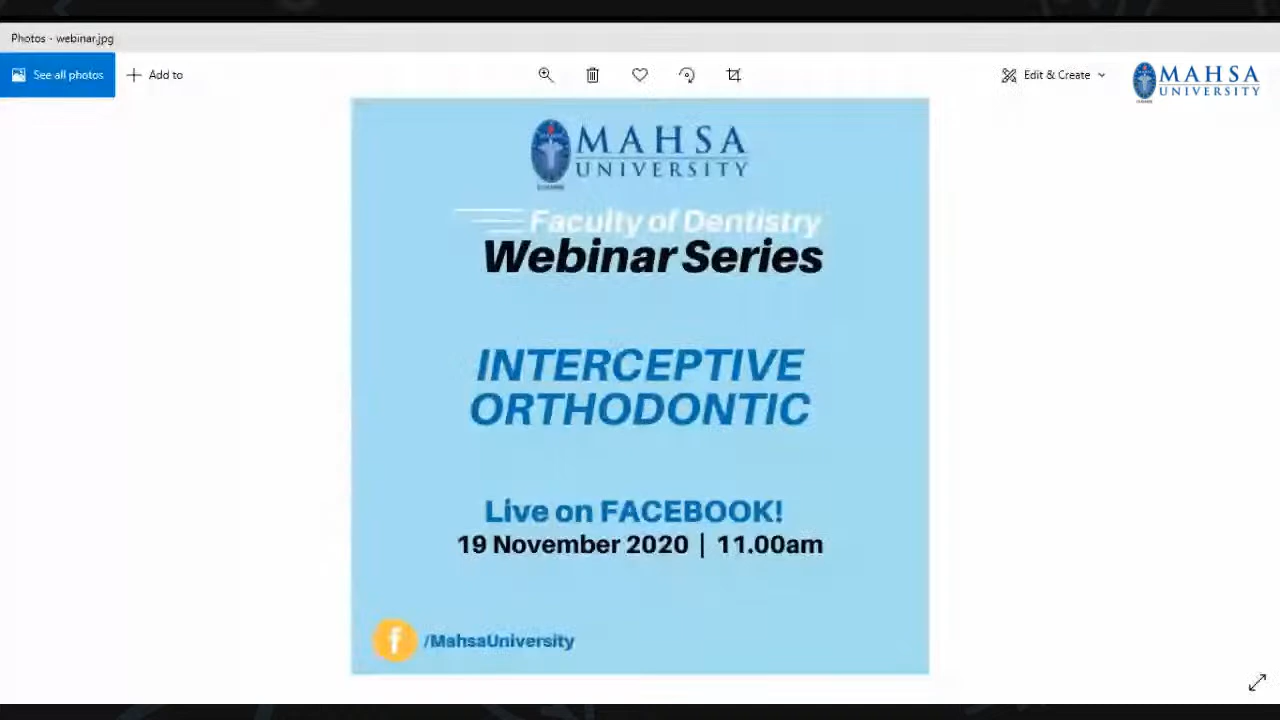 Photos - webinar.jpg
See all photos
Add to
Edit & Create
MAHSA
UNIVERSITY
MAHSA
UNIVERSITY
Faculty of Dentistry
Webinar Series
INTERCEPTIVE
ORTHODONTIC
Live on FACEBOOK!
19 November 2020 | 11.00am
f /MahsaUniversity